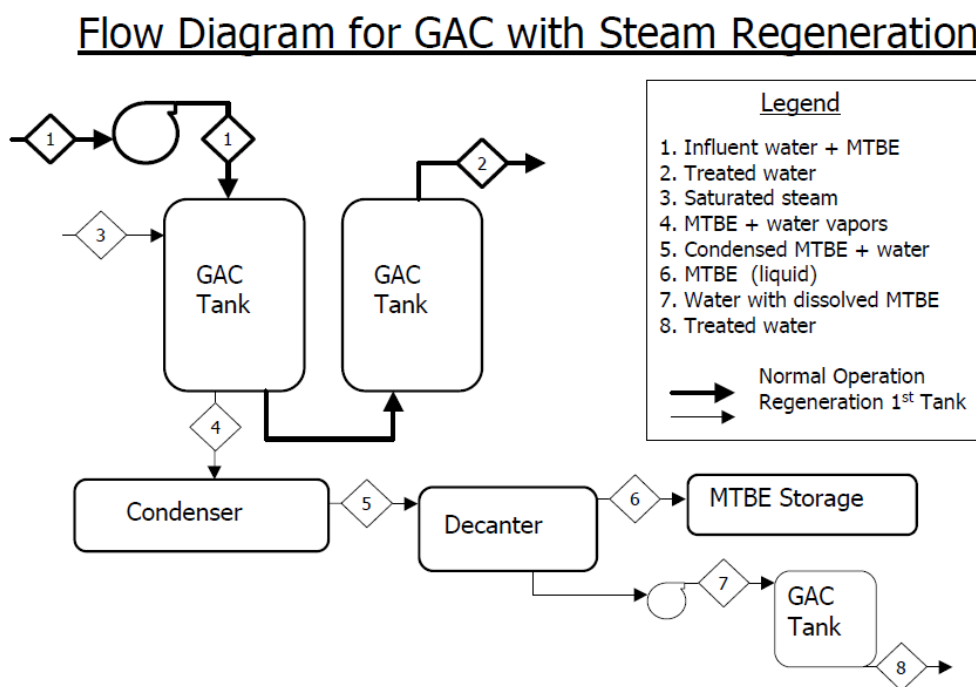 Flow Diagram for GAC with Steam Regeneration
Legend
1. Influent water + MTBE
2. Treated water
3. Saturated steam
4. MTBE + water vapors
5. Condensed MTBE + water
6. MTBE (liquid)
7. Water with dissolved MTBE
8. Treated water
Normal Operation
Regeneration 1st Tank
1
1
2
3
GAC
Tank
GAC
Tank
4
Condenser
5
Decanter
6
MTBE Storage
7
GAC
Tank
8